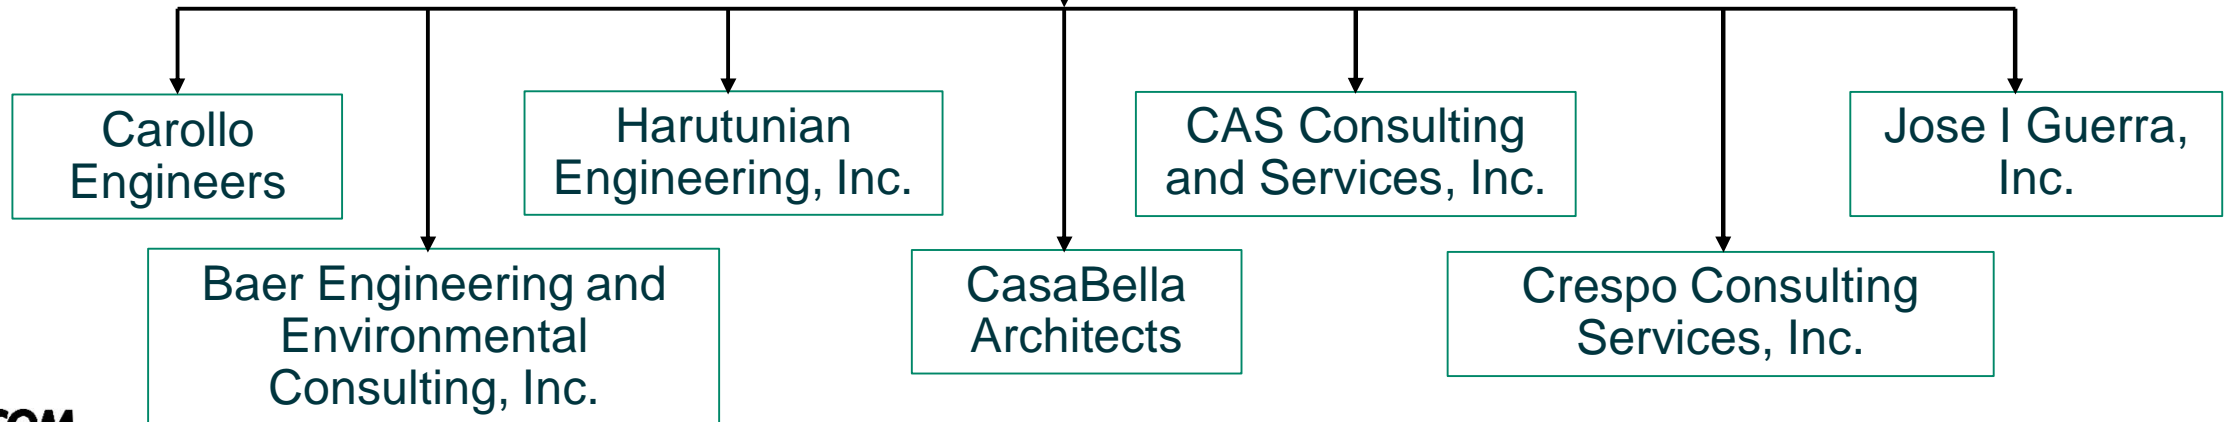 Carollo
Engineers
Harutunian
Engineering, Inc.
CAS Consulting
and Services, Inc.
Jose I Guerra,
Inc.
Baer Engineering and
Environmental
Consulting, Inc.
CasaBella
Architects
Crespo Consulting
Services, Inc.